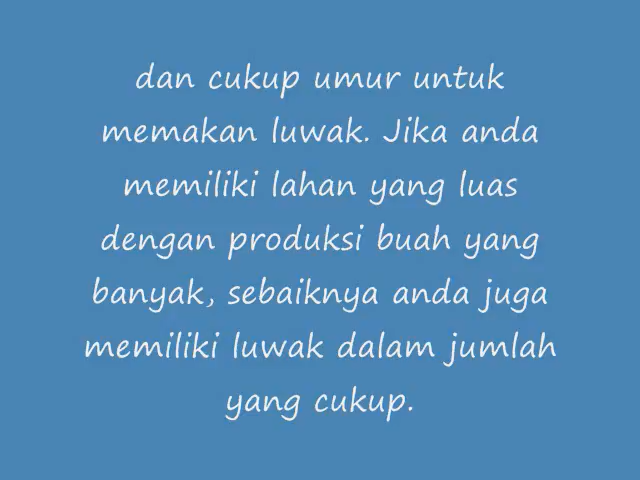 dan cukup umur untuk
memakan luwak. Jika anda
memiliki lahan yang luas
dengan produksi buah yang
banyak, sebaiknya anda juga
memiliki luwak dalam jumlah
yang cukup.